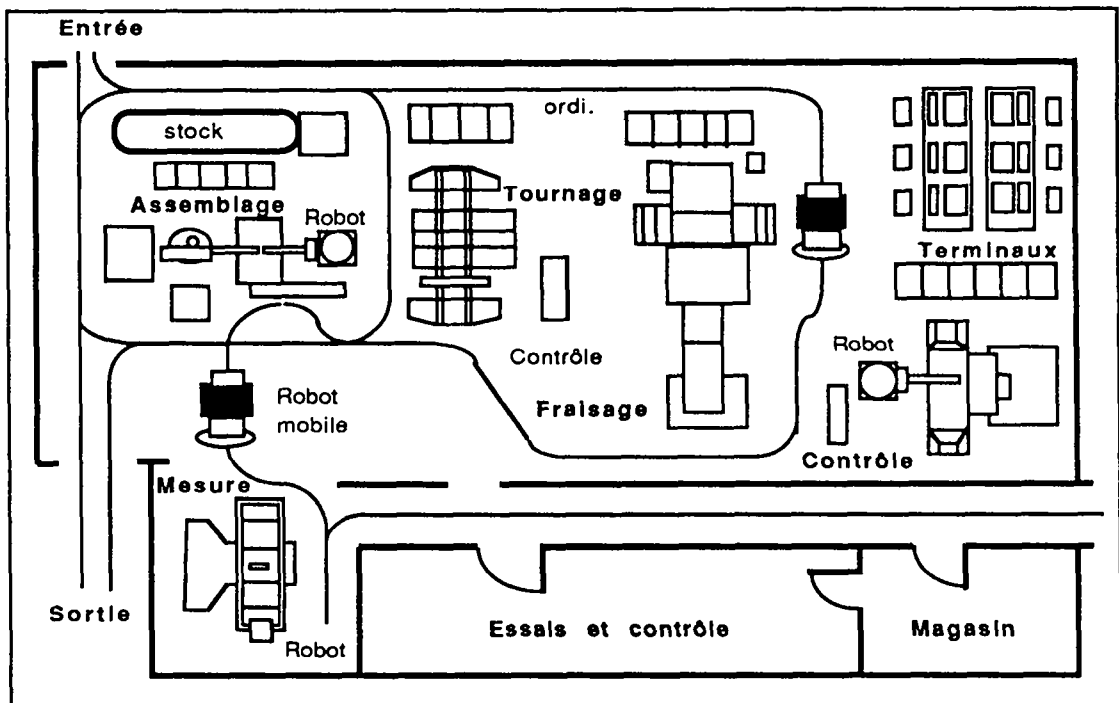 Entrée
stock
ordi.
Assemblage
Robot
Tournage
Terminaux
Contrôle
Robot
Robot
mobile
Fraisage
Contrôle
Mesure
Sortie
Robot
Essais et contrôle
Magasin